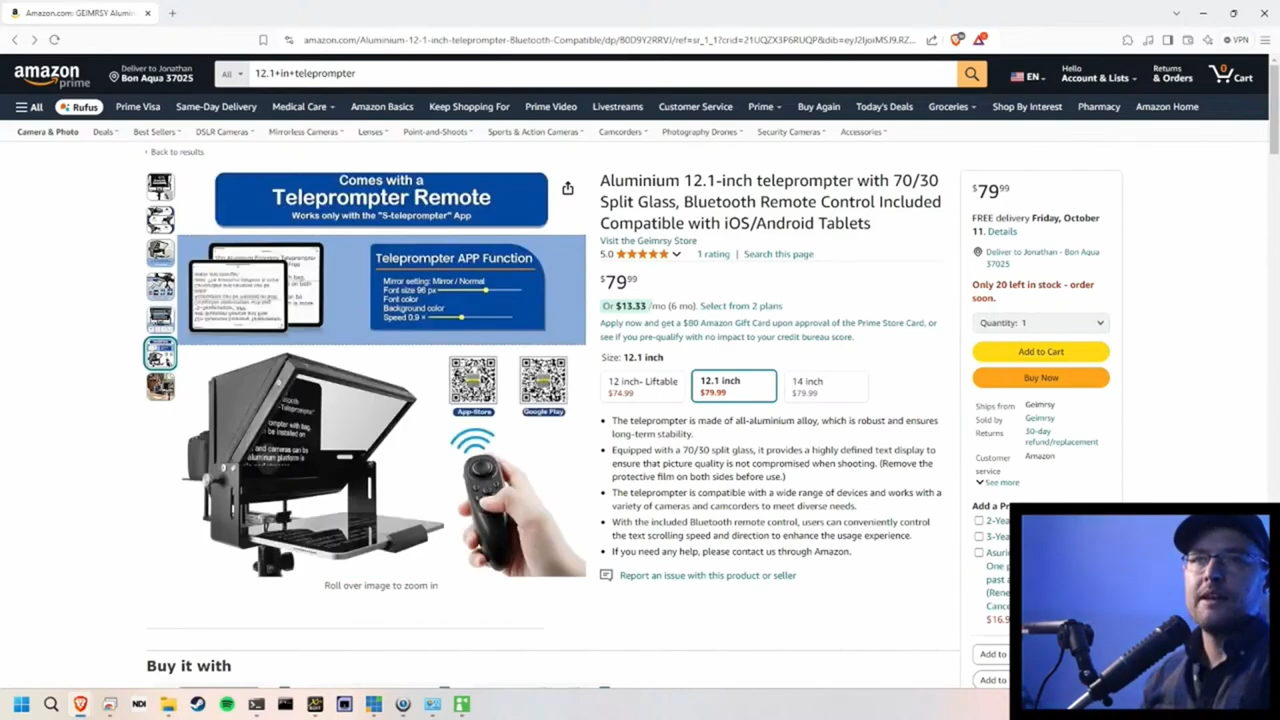 Amazon.com: GEIMRSY Alumin
amazon.com/Aluminium-12-1-inch-teleprompter-Bluetooth-Compatible/dp/B0D9Y2RRVJ/ref=sr_1_1?crid=21UQZX3P6RUQP&dib=eyJ2IjoiMSJ9.RZ...
VPN
amazon prime
Deliver to Jonathan
Bon Aqua 37025
All
12.1+in+teleprompter
EN
Hello
Account & Lists
Returns
& Orders
0
Cart
All
Rufus
Prime Visa
Same-Day Delivery
Medical Care
Amazon Basics
Keep Shopping For
Prime Video
Livestreams
Customer Service
Prime
Buy Again
Today's Deals
Groceries
Shop By Interest
Pharmacy
Amazon Home
Camera & Photo
Deals
Best Sellers
DSLR Cameras
Mirrorless Cameras
Lenses
Point-and-Shoots
Sports & Action Cameras
Camcorders
Photography Drones
Security Cameras
Accessories
‹ Back to results
Comes with a
Teleprompter Remote
Works only with the "S-teleprompter" App
Teleprompter APP Function
Mirror setting: Mirror / Normal
Font size 96 px
Font color
Background color
Speed 0.9 ×
App-Store
Google Play
Roll over image to zoom in
Aluminium 12.1-inch teleprompter with 70/30
Split Glass, Bluetooth Remote Control Included
Compatible with iOS/Android Tablets
Visit the Geimrsy Store
5.0
1 rating | Search this page
$79.99
Or $13.33 /mo (6 mo). Select from 2 plans
Apply now and get a $80 Amazon Gift Card upon approval of the Prime Store Card, or
see if you pre-qualify with no impact to your credit bureau score.
Size: 12.1 inch
12 inch- Liftable
$74.99
12.1 inch
$79.99
14 inch
$79.99
• The teleprompter is made of all-aluminium alloy, which is robust and ensures
long-term stability.
• Equipped with a 70/30 split glass, it provides a highly defined text display to
ensure that picture quality is not compromised when shooting. (Remove the
protective film on both sides before use.)
• The teleprompter is compatible with a wide range of devices and works with a
variety of cameras and camcorders to meet diverse needs.
• With the included Bluetooth remote control, users can conveniently control
the text scrolling speed and direction to enhance the usage experience.
• If you need any help, please contact us through Amazon.
Report an issue with this product or seller
$79.99
FREE delivery Friday, October
11. Details
Deliver to Jonathan - Bon Aqua
37025
Only 20 left in stock - order
soon.
Quantity: 1
Add to Cart
Buy Now
Ships from Geimrsy
Sold by Geimrsy
Returns 30-day
refund/replacement
Customer service Amazon
See more
Add a P
2-Yea
3-Yea
Asuri
One p
past a
(Rene
Cance
$16.9
Add to
Add to
Buy it with
NDI